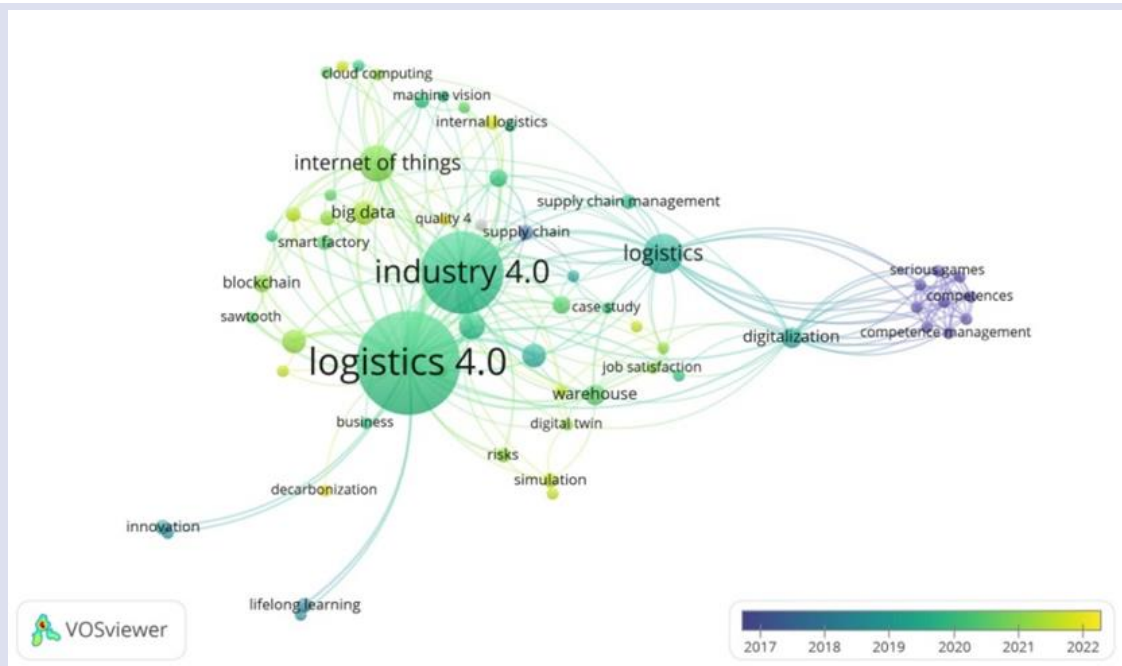 cloud computing
machine vision
internal logistics
internet of things
supply chain management
big data
quality 4
supply chain
smart factory
logistics
industry 4.0
serious games
blockchain
competences
case study
sawtooth
competence management
digitalization
logistics 4.0
job satisfaction
warehouse
business
digital twin
risks
simulation
decarbonization
innovation
lifelong learning
VOSviewer
2017 2018 2019 2020 2021 2022